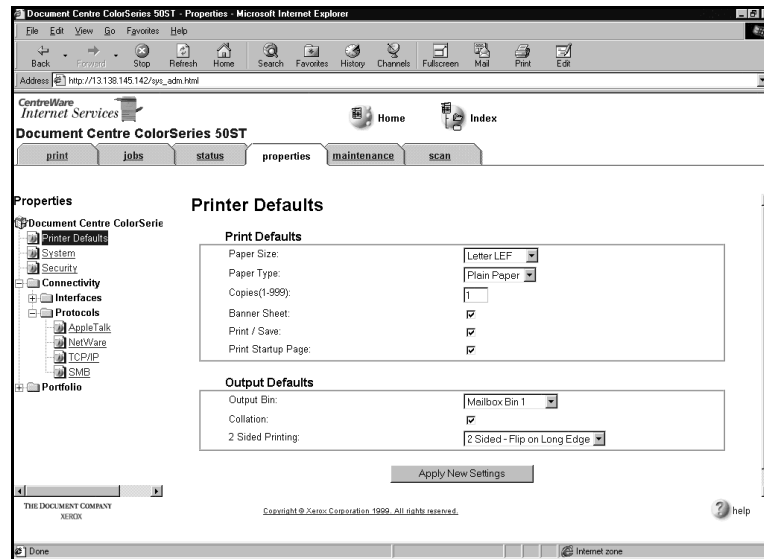 Document Centre ColorSeries 50ST - Properties - Microsoft Internet Explorer
File Edit View Go Favorites Help
Back Forward Stop Refresh Home Search Favorites History Channels Fullscreen Mail Print Edit
Address http://13.138.145.142/sys_adm.html
CentreWare
Internet Services
Home Index
Document Centre ColorSeries 50ST
print jobs status properties maintenance scan
Properties
Document Centre ColorSerie
Printer Defaults
System
Security
Connectivity
Interfaces
Protocols
AppleTalk
NetWare
TCP/IP
SMB
Portfolio
Printer Defaults
Print Defaults
Paper Size: Letter LEF
Paper Type: Plain Paper
Copies(1-999): 1
Banner Sheet:
Print / Save:
Print Startup Page:
Output Defaults
Output Bin: Mailbox Bin 1
Collation:
2 Sided Printing: 2 Sided - Flip on Long Edge
Apply New Settings
THE DOCUMENT COMPANY
XEROX
Copyright © Xerox Corporation 1999. All rights reserved.
help
Done Internet zone